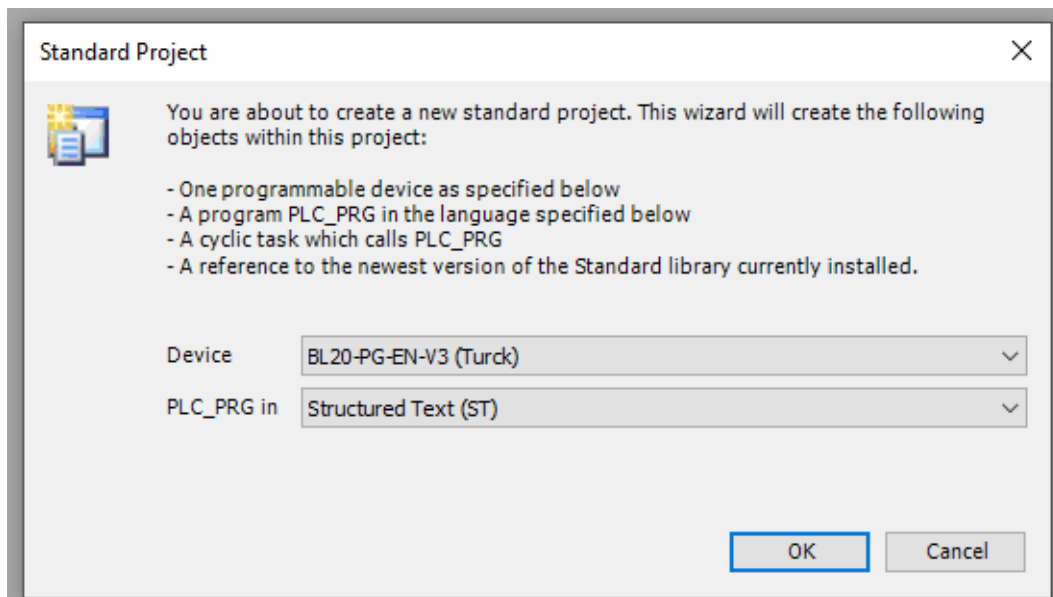 Standard Project
You are about to create a new standard project. This wizard will create the following
objects within this project:
- One programmable device as specified below
- A program PLC_PRG in the language specified below
- A cyclic task which calls PLC_PRG
- A reference to the newest version of the Standard library currently installed.
Device BL20-PG-EN-V3 (Turck)
PLC_PRG in Structured Text (ST)
OK Cancel